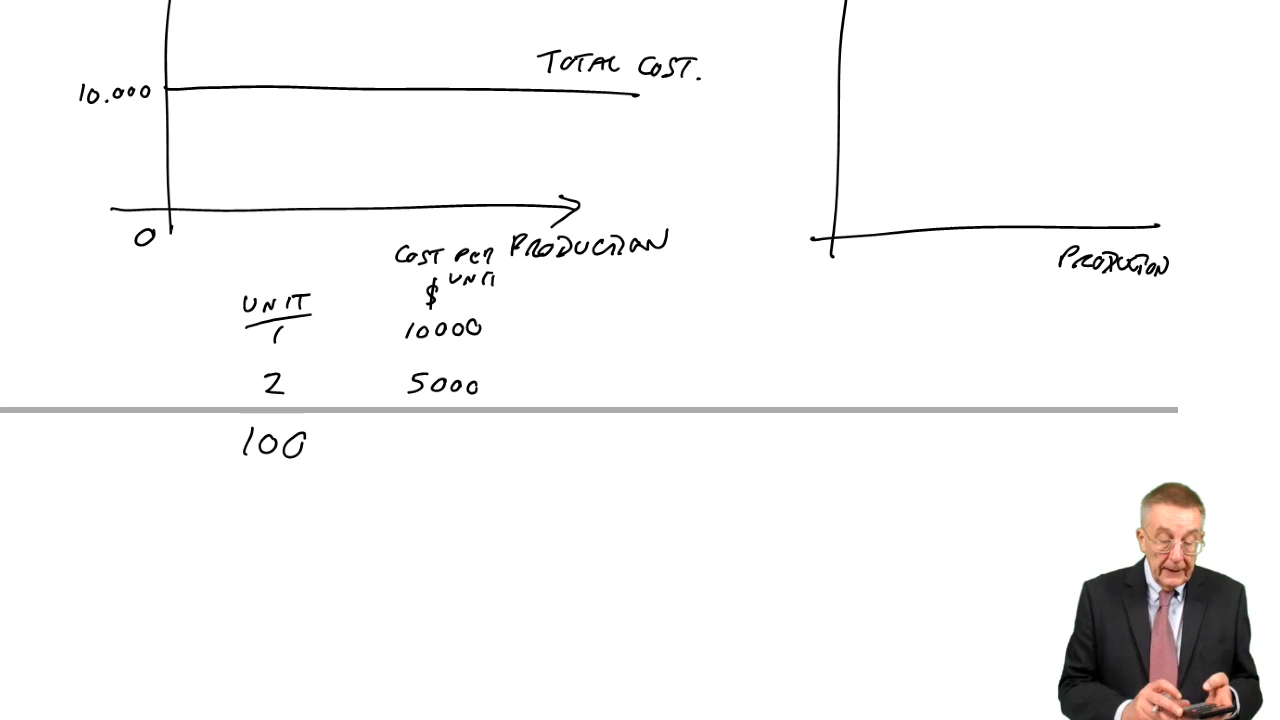 TOTAL COST.
10.000
0
PRODUCTION
PRODUCTION
COST PER
UNIT
$
UNIT
1
10000
2
5000
100